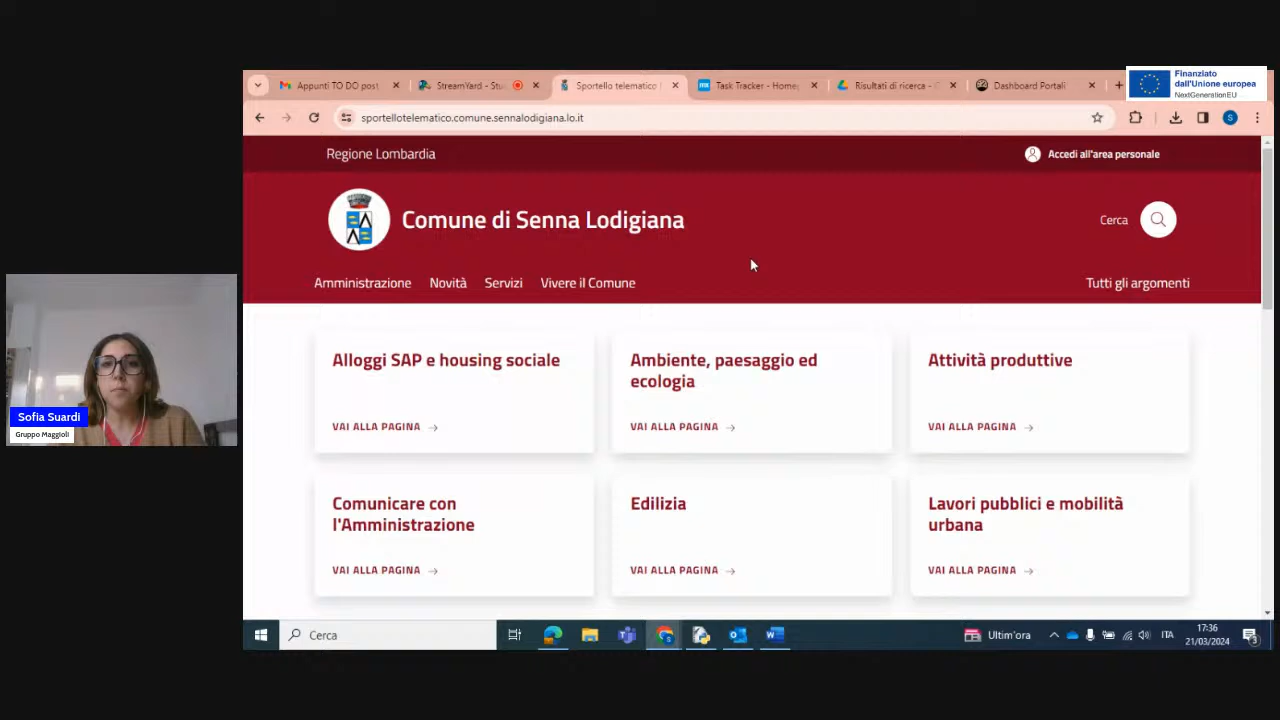 Appunti TO DO post
StreamYard - Stu
Sportello telematico
Task Tracker - Home
Risultati di ricerca - G
Dashboard Portali
Finanziato
dall'Unione europea
NextGenerationEU
sportellotelematico.comune.sennalodigiana.lo.it
S
Regione Lombardia
Accedi all'area personale
Comune di Senna Lodigiana
Cerca
Amministrazione
Novità
Servizi
Vivere il Comune
Tutti gli argomenti
Alloggi SAP e housing sociale
VAI ALLA PAGINA
Ambiente, paesaggio ed
ecologia
VAI ALLA PAGINA
Attività produttive
VAI ALLA PAGINA
Comunicare con
l'Amministrazione
VAI ALLA PAGINA
Edilizia
VAI ALLA PAGINA
Lavori pubblici e mobilità
urbana
VAI ALLA PAGINA
Sofia Suardi
Gruppo Maggioli
Cerca
Ultim'ora
ITA
17:36
21/03/2024
3